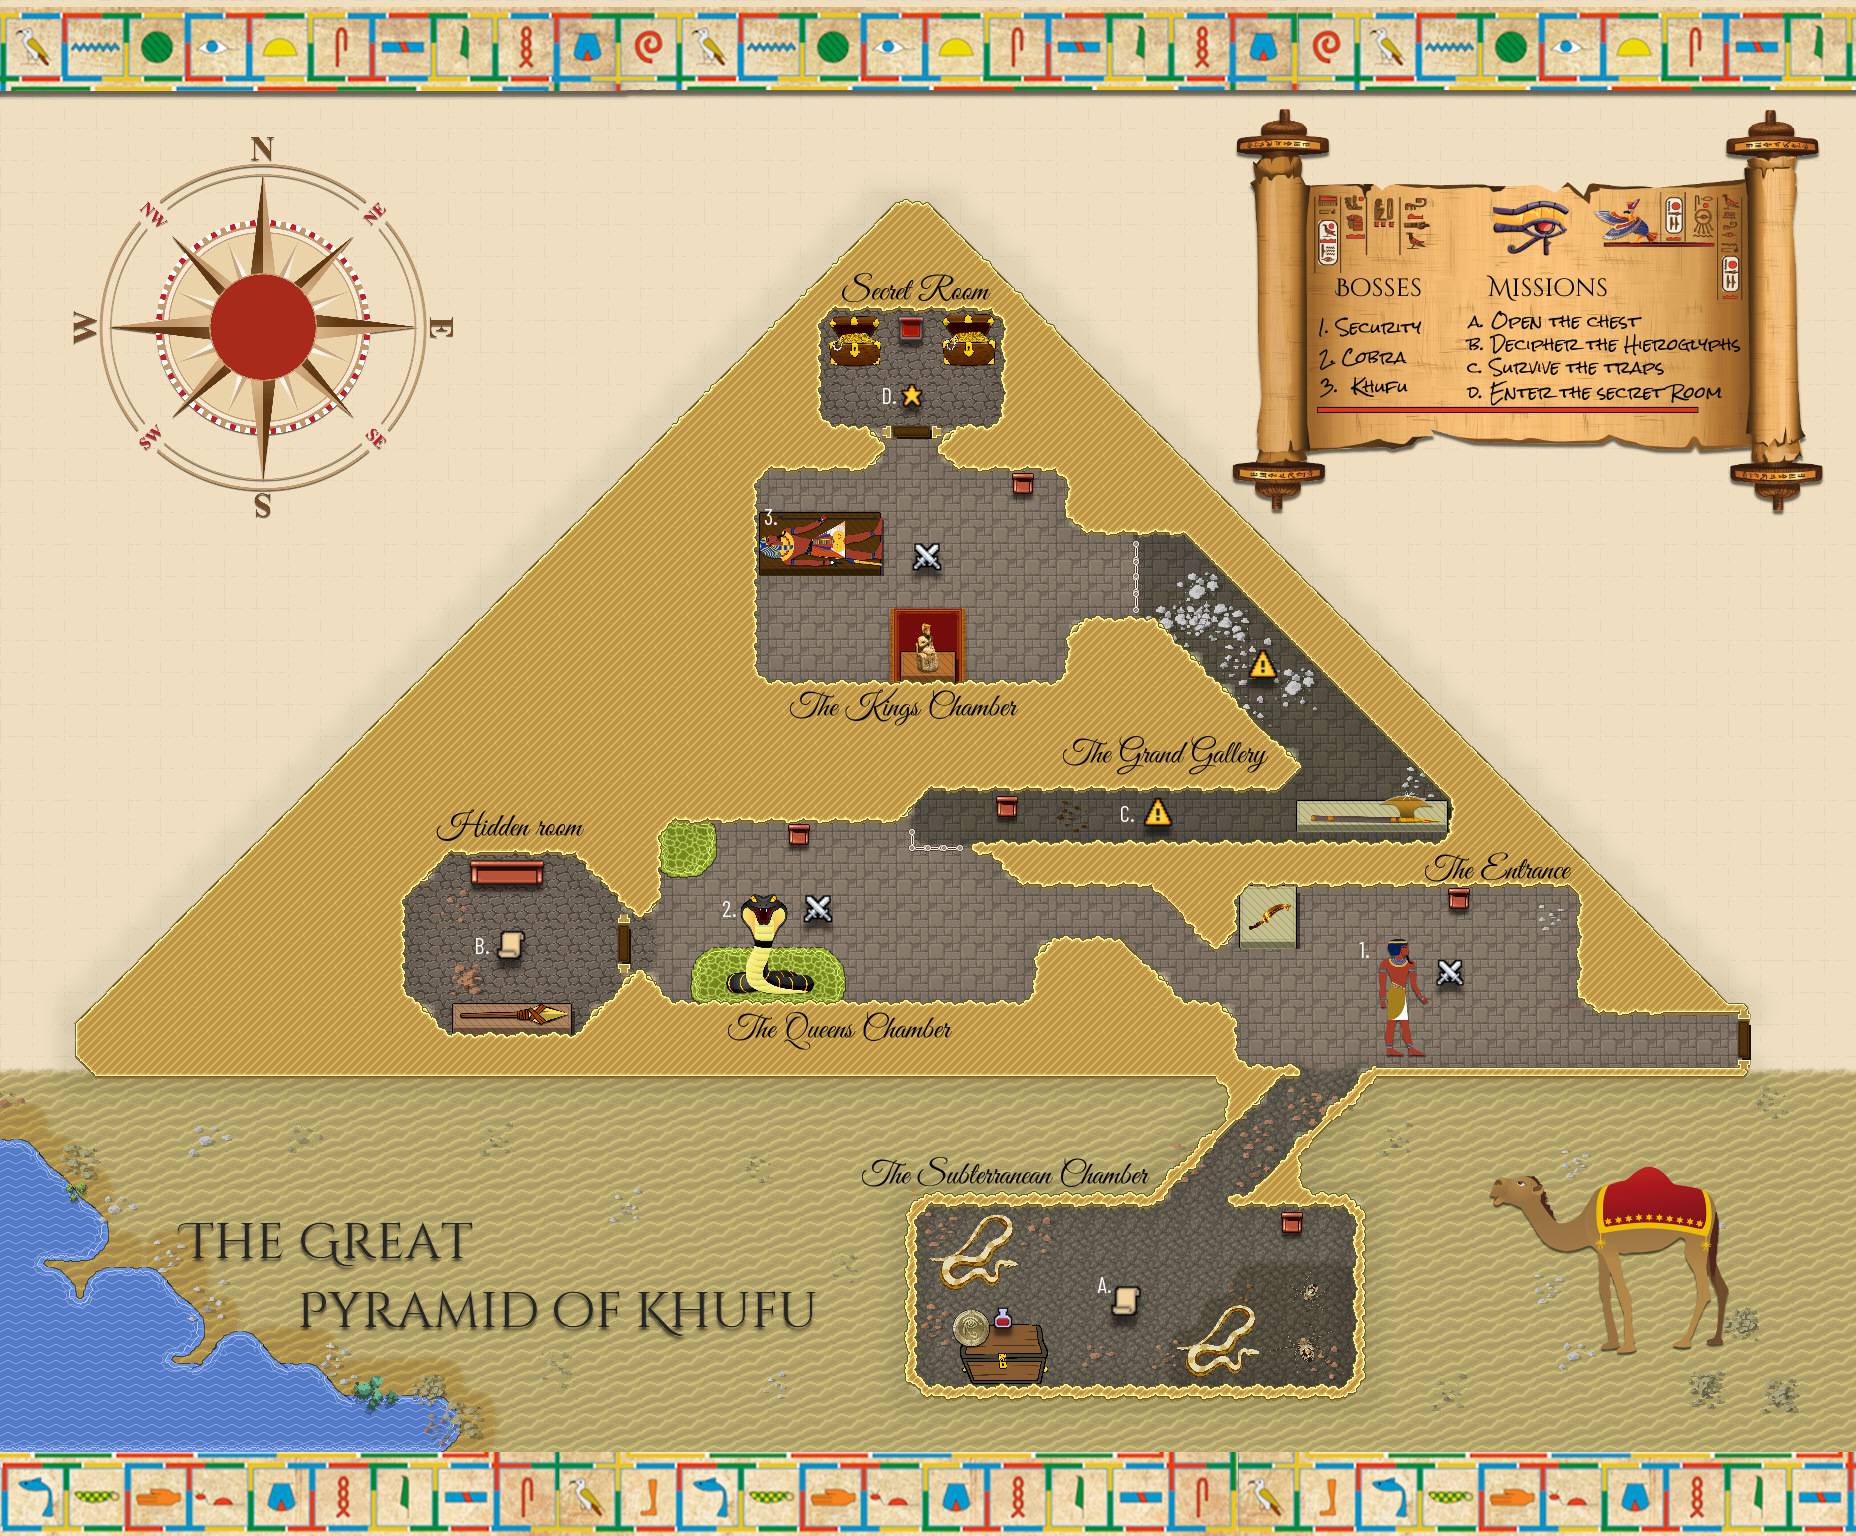 N
NW
NE
W
E
SW
SE
S
BOSSES
1. SECURITY
2. COBRA
3. KHUFU
MISSIONS
A. OPEN THE CHEST
B. DECIPHER THE HIEROGLYPHS
C. SURVIVE THE TRAPS
D. ENTER THE SECRET ROOM
Secret Room
D.
3.
The Kings Chamber
The Grand Gallery
C.
Hidden room
The Entrance
2.
B.
1.
The Queens Chamber
The Subterranean Chamber
A.
THE GREAT
PYRAMID OF KHUFU